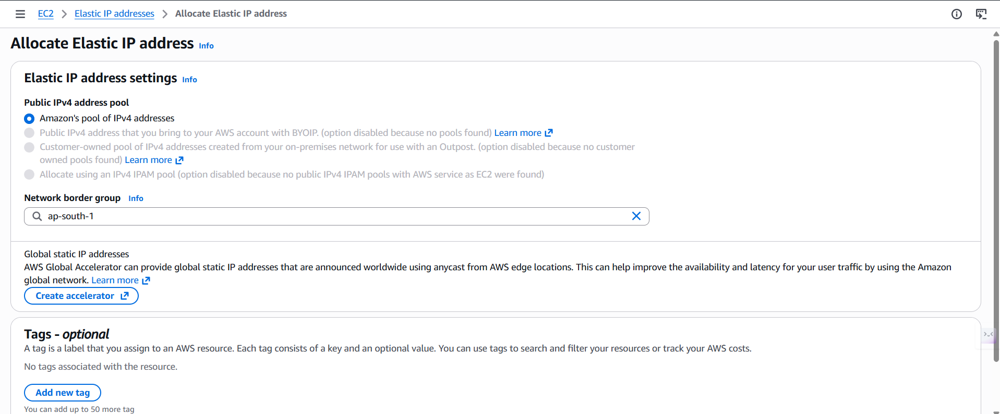 EC2 > Elastic IP addresses > Allocate Elastic IP address
Allocate Elastic IP address Info
Elastic IP address settings Info
Public IPv4 address pool
Amazon's pool of IPv4 addresses
Public IPv4 address that you bring to your AWS account with BYOIP. (option disabled because no pools found) Learn more
Customer-owned pool of IPv4 addresses created from your on-premises network for use with an Outpost. (option disabled because no customer
owned pools found) Learn more
Allocate using an IPv4 IPAM pool (option disabled because no public IPv4 IPAM pools with AWS service as EC2 were found)
Network border group Info
ap-south-1
Global static IP addresses
AWS Global Accelerator can provide global static IP addresses that are announced worldwide using anycast from AWS edge locations. This can help improve the availability and latency for your user traffic by using the Amazon
global network. Learn more
Create accelerator
Tags - optional
A tag is a label that you assign to an AWS resource. Each tag consists of a key and an optional value. You can use tags to search and filter your resources or track your AWS costs.
No tags associated with the resource.
Add new tag
You can add up to 50 more tag